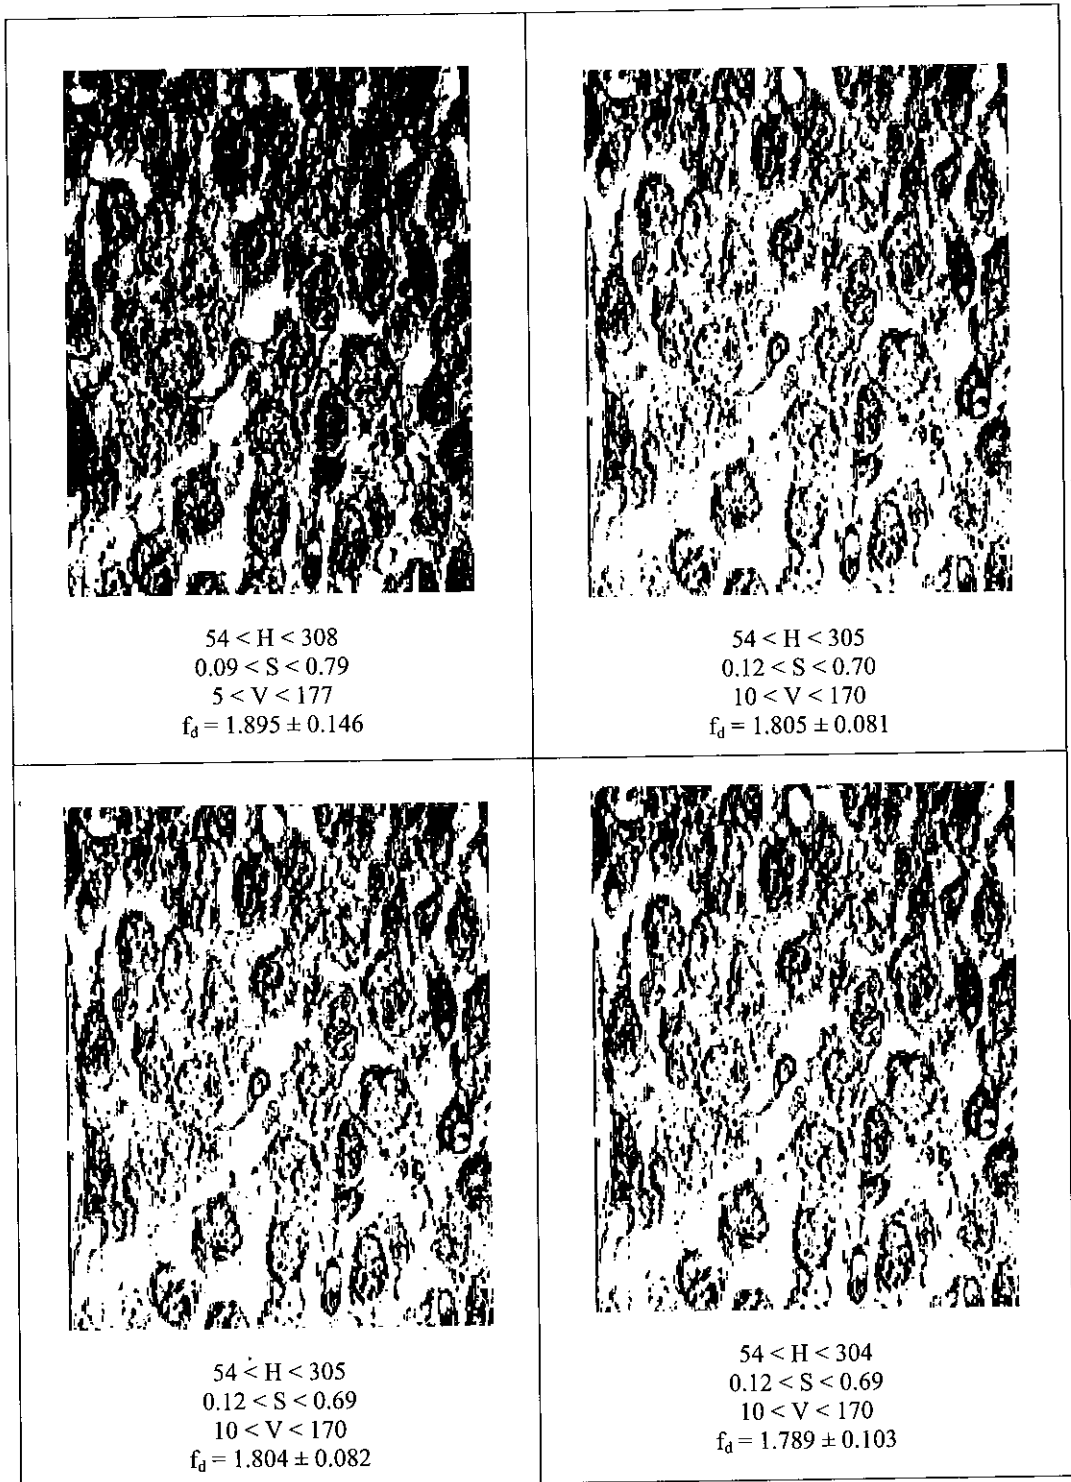 54 < H < 308
0.09 < S < 0.79
5 < V < 177
f_d = 1.895 ± 0.146
54 < H < 305
0.12 < S < 0.70
10 < V < 170
f_d = 1.805 ± 0.081
54 < H < 305
0.12 < S < 0.69
10 < V < 170
f_d = 1.804 ± 0.082
54 < H < 304
0.12 < S < 0.69
10 < V < 170
f_d = 1.789 ± 0.103